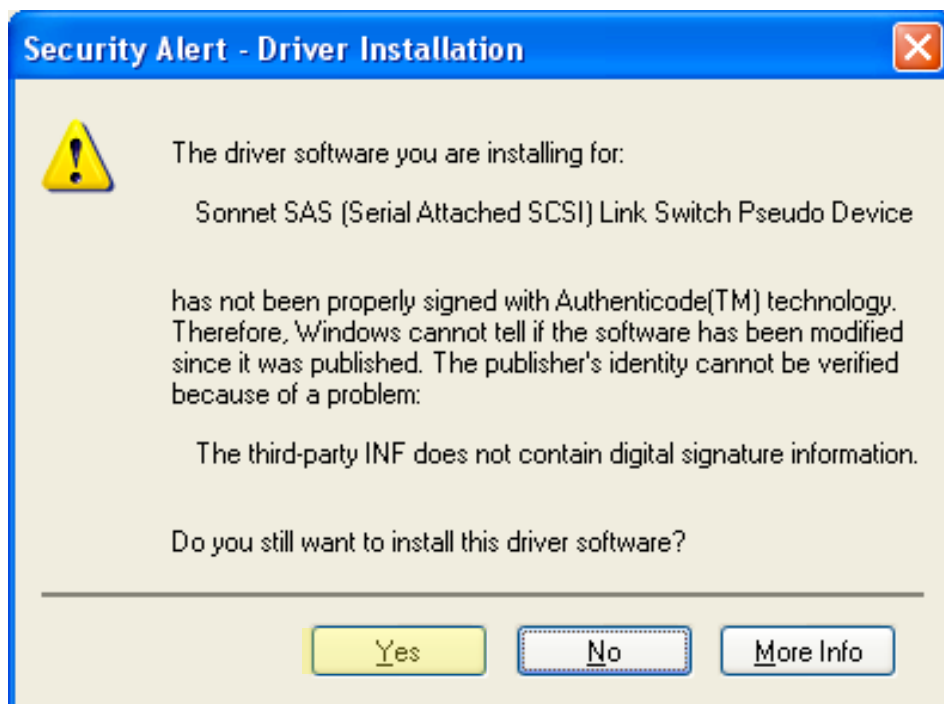 Security Alert - Driver Installation
The driver software you are installing for:
Sonnet SAS (Serial Attached SCSI) Link Switch Pseudo Device
has not been properly signed with Authenticode(TM) technology.
Therefore, Windows cannot tell if the software has been modified
since it was published. The publisher's identity cannot be verified
because of a problem:
The third-party INF does not contain digital signature information.
Do you still want to install this driver software?
Yes No More Info